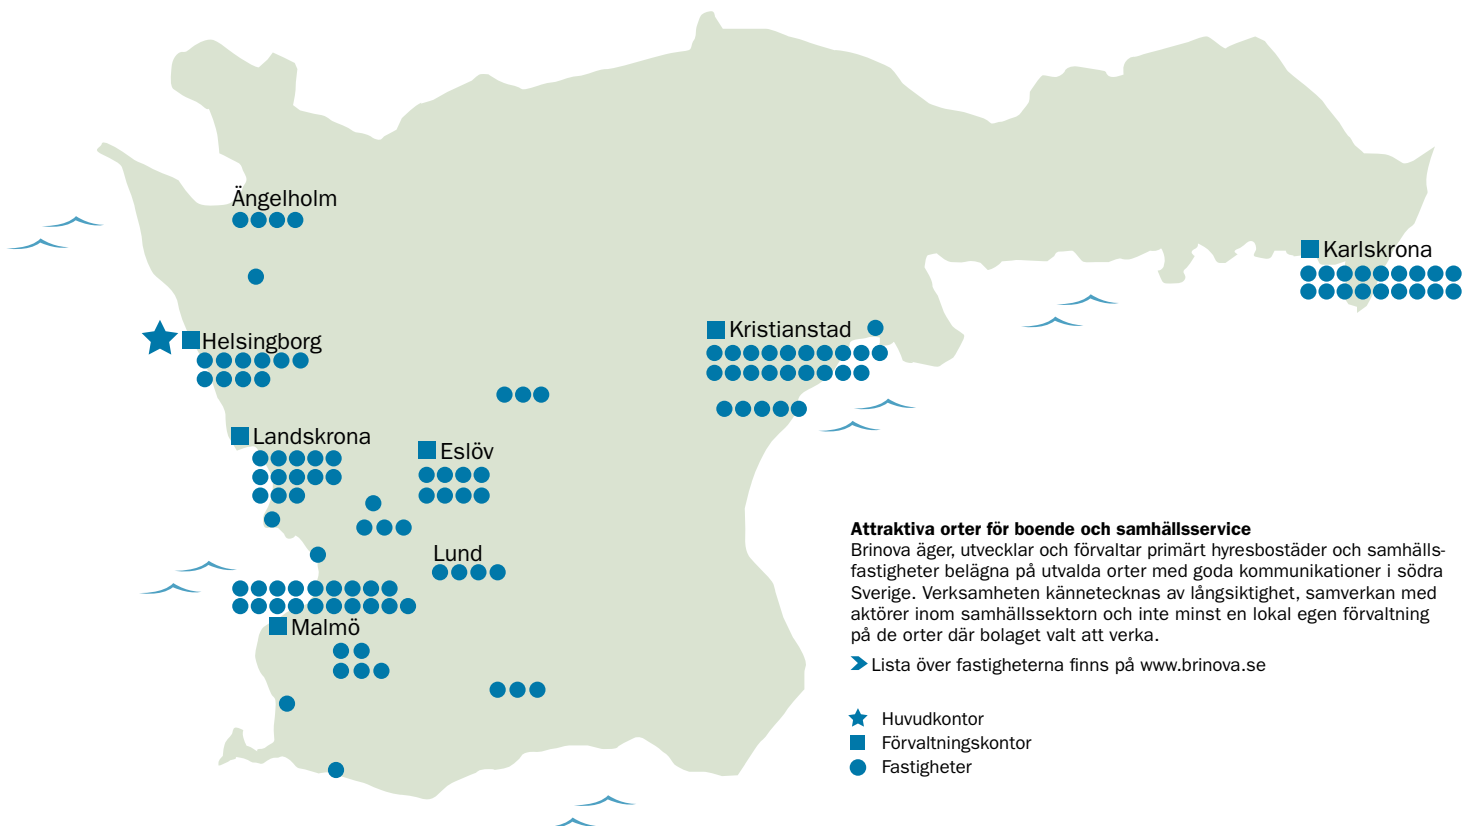 Ängelholm
Karlskrona
Kristianstad
Helsingborg
Landskrona
Eslöv
Lund
Malmö
Attraktiva orter för boende och samhällsservice
Brinova äger, utvecklar och förvaltar primärt hyresbostäder och samhälls-
fastigheter belägna på utvalda orter med goda kommunikationer i södra
Sverige. Verksamheten kännetecknas av långsiktighet, samverkan med
aktörer inom samhällssektorn och inte minst en lokal egen förvaltning
på de orter där bolaget valt att verka.
Lista över fastigheterna finns på www.brinova.se
Huvudkontor
Förvaltningskontor
Fastigheter